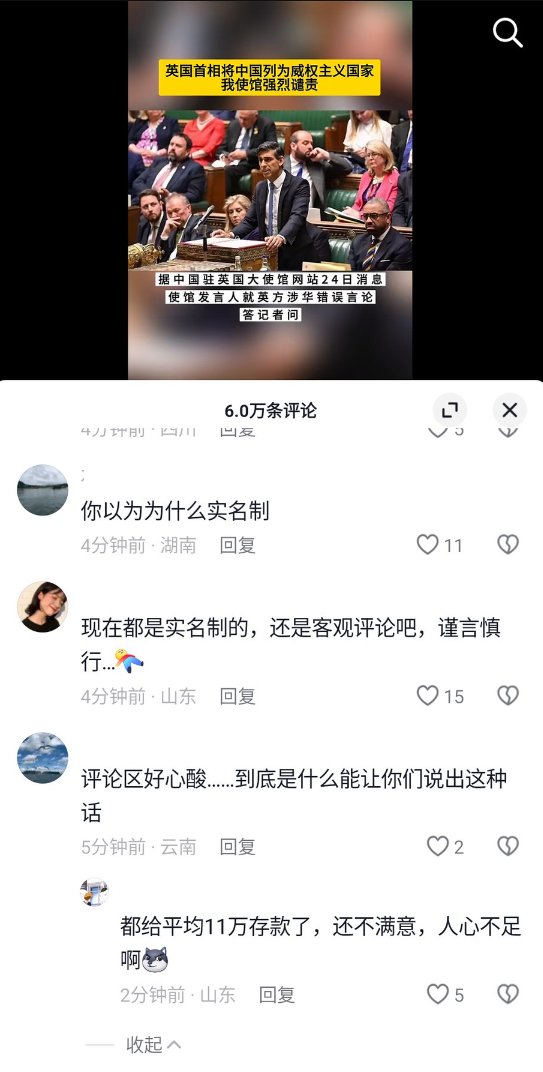 英国首相将中国列为威权主义国家
我使馆强烈谴责
据中国驻英国大使馆网站24日消息
使馆发言人就英方涉华错误言论
答记者问
6.0万条评论
4分钟前 · 四川 回复 5
你以为为什么实名制
4分钟前 · 湖南 回复 11
现在都是实名制的，还是客观评论吧，谨言慎
行...
4分钟前 · 山东 回复 15
评论区好心酸......到底是什么能让你们说出这种
话
5分钟前 · 云南 回复 2
都给平均11万存款了，还不满意，人心不足
啊
2分钟前 · 山东 回复 5
收起